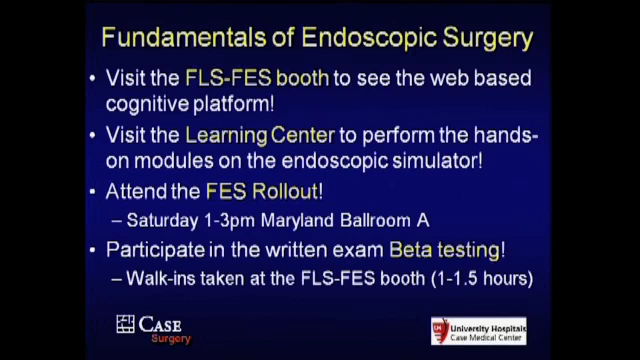 Fundamentals of Endoscopic Surgery
• Visit the FLS-FES booth to see the web based
cognitive platform!
• Visit the Learning Center to perform the hands-
on modules on the endoscopic simulator!
• Attend the FES Rollout!
– Saturday 1-3pm Maryland Ballroom A
• Participate in the written exam Beta testing!
– Walk-ins taken at the FLS-FES booth (1-1.5 hours)
CASE
Surgery
University Hospitals
Case Medical Center